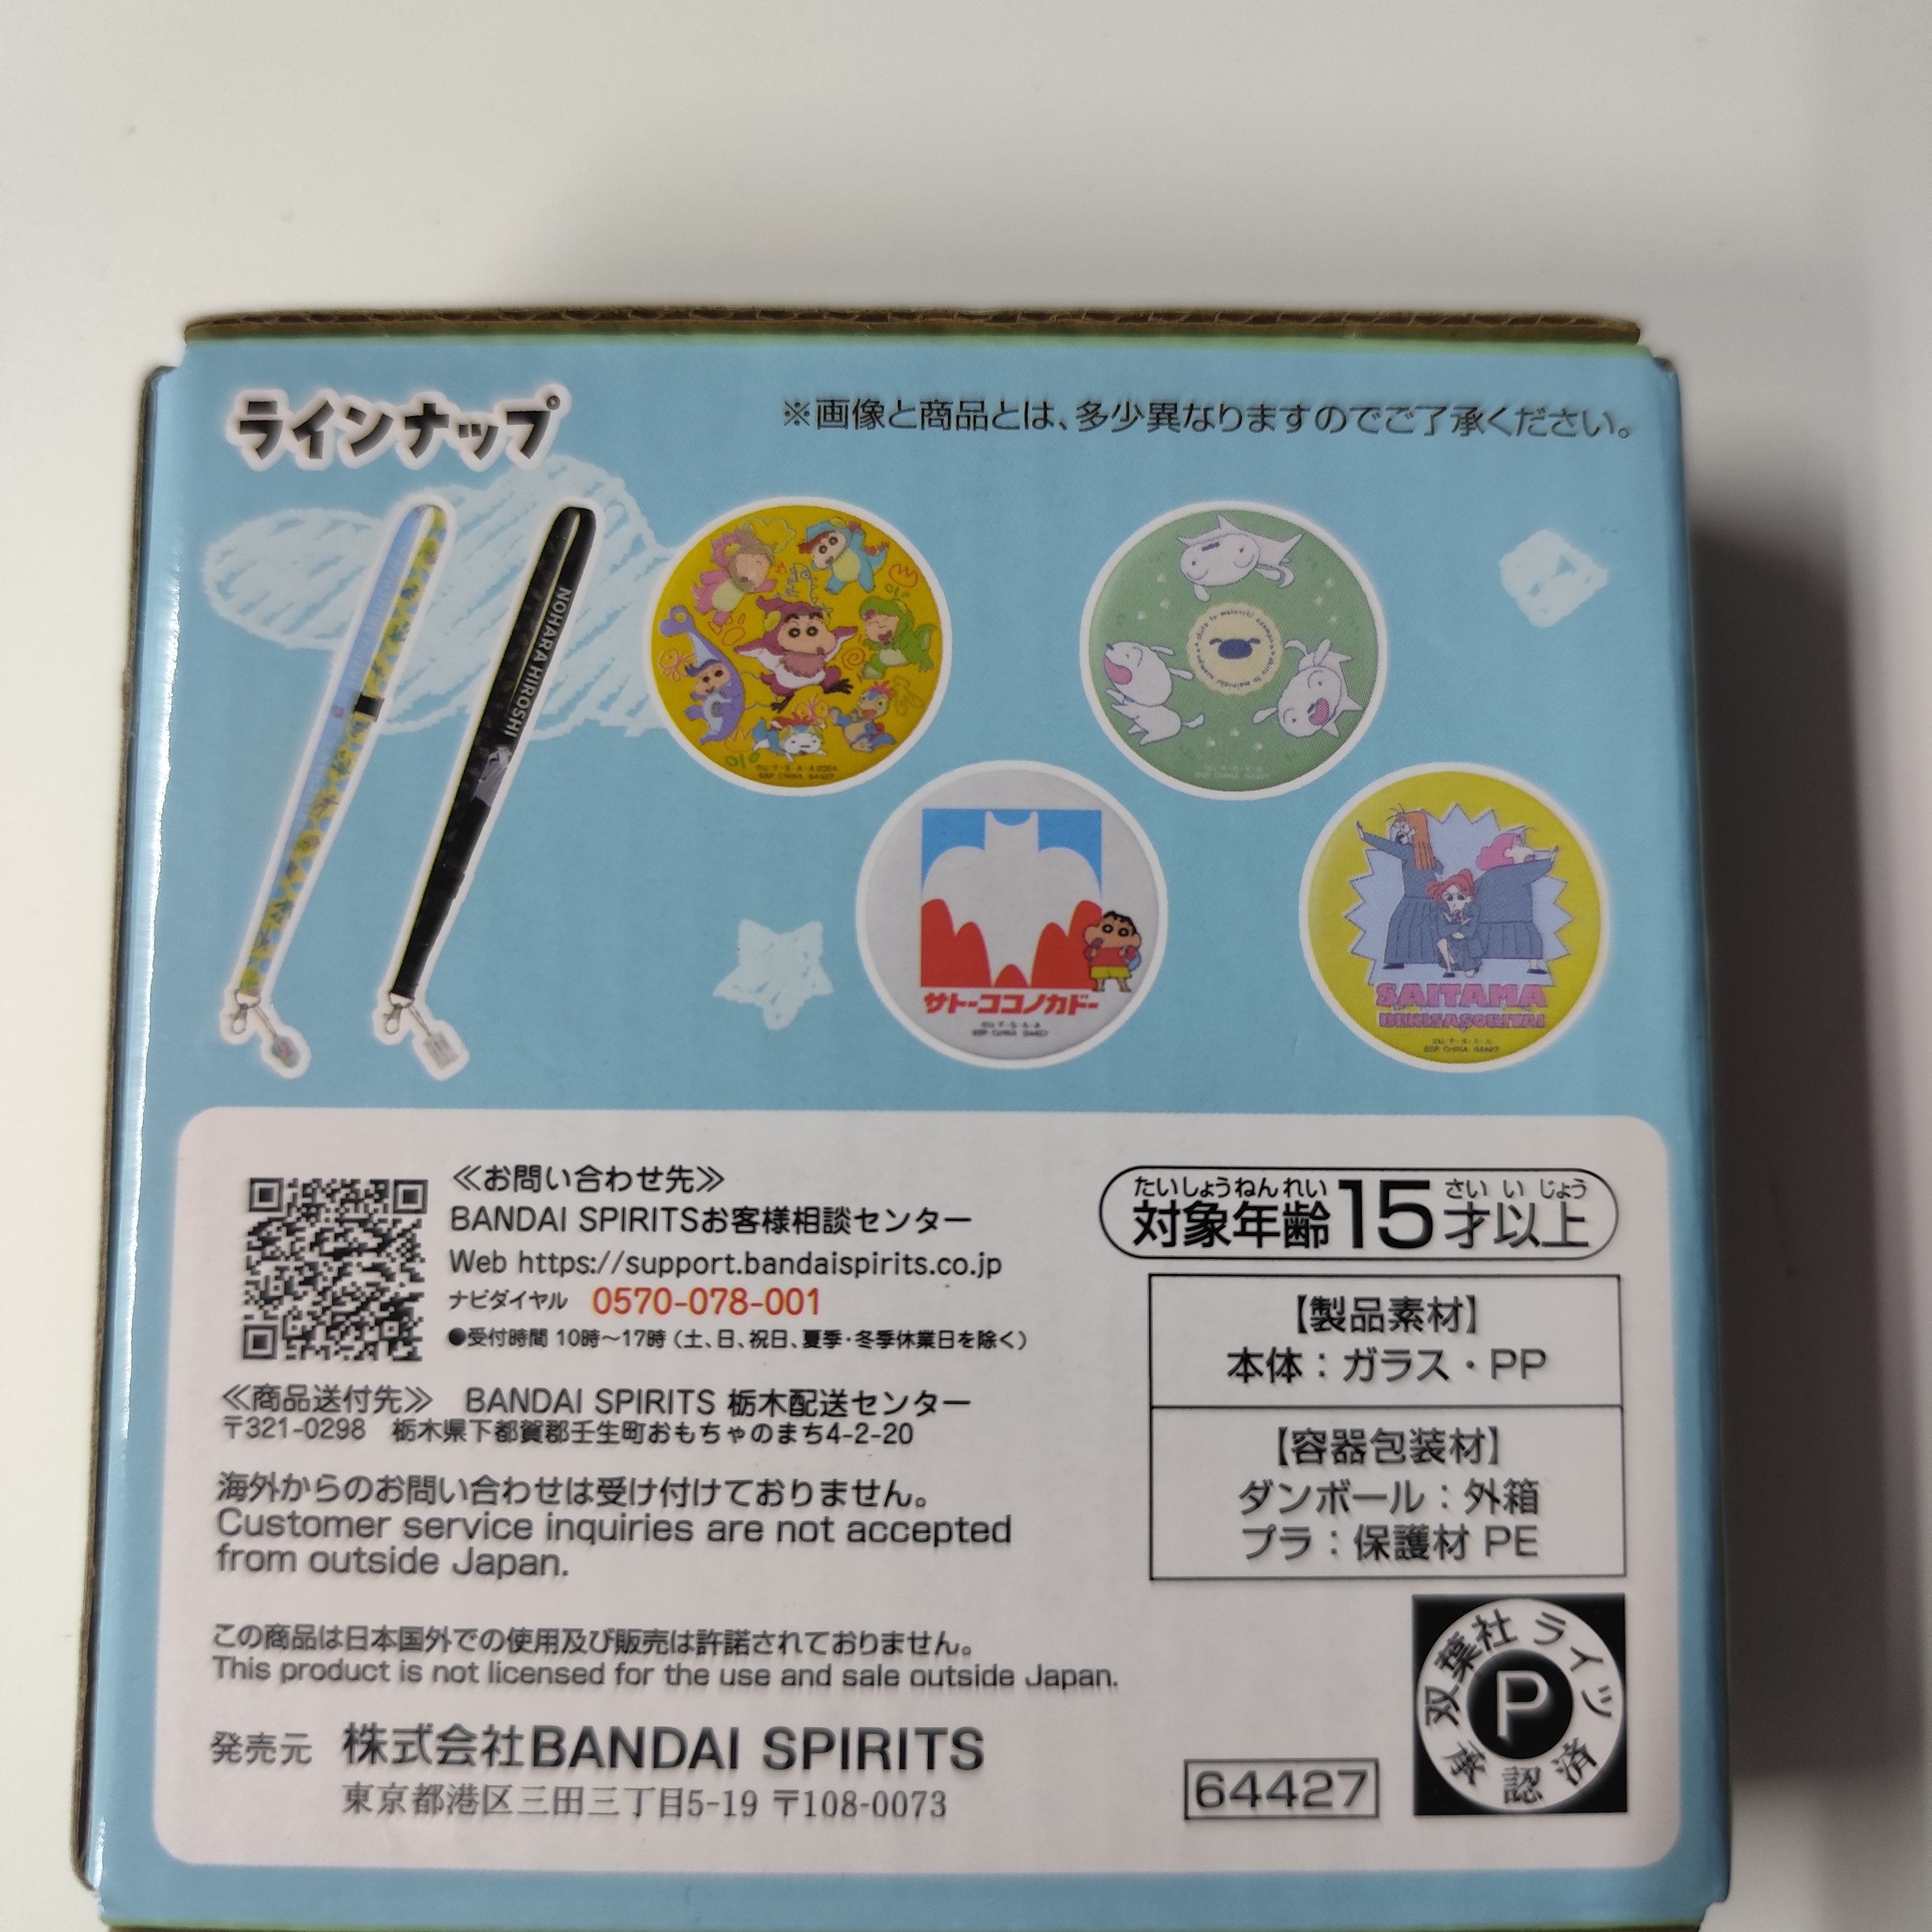 ラインナップ
※画像と商品とは、多少異なりますのでご了承ください。
NOHARA HIROSHI
サトーココノカドー
SAITAMA
≪お問い合わせ先≫
BANDAI SPIRITSお客様相談センター
Web https://support.bandaispirits.co.jp
ナビダイヤル 0570-078-001
●受付時間 10時～17時（土、日、祝日、夏季・冬季休業日を除く）
≪商品送付先≫ BANDAI SPIRITS 栃木配送センター
〒321-0298 栃木県下都賀郡壬生町おもちゃのまち4-2-20
海外からのお問い合わせは受け付けておりません。
Customer service inquiries are not accepted
from outside Japan.
この商品は日本国外での使用及び販売は許諾されておりません。
This product is not licensed for the use and sale outside Japan.
発売元 株式会社BANDAI SPIRITS
東京都港区三田三丁目5-19 〒108-0073
たいしょうねんれい さい い じょう
対象年齢15才以上
【製品素材】
本体：ガラス・PP
【容器包装材】
ダンボール：外箱
プラ：保護材 PE
64427
双葉社 ライツ
P
承認済